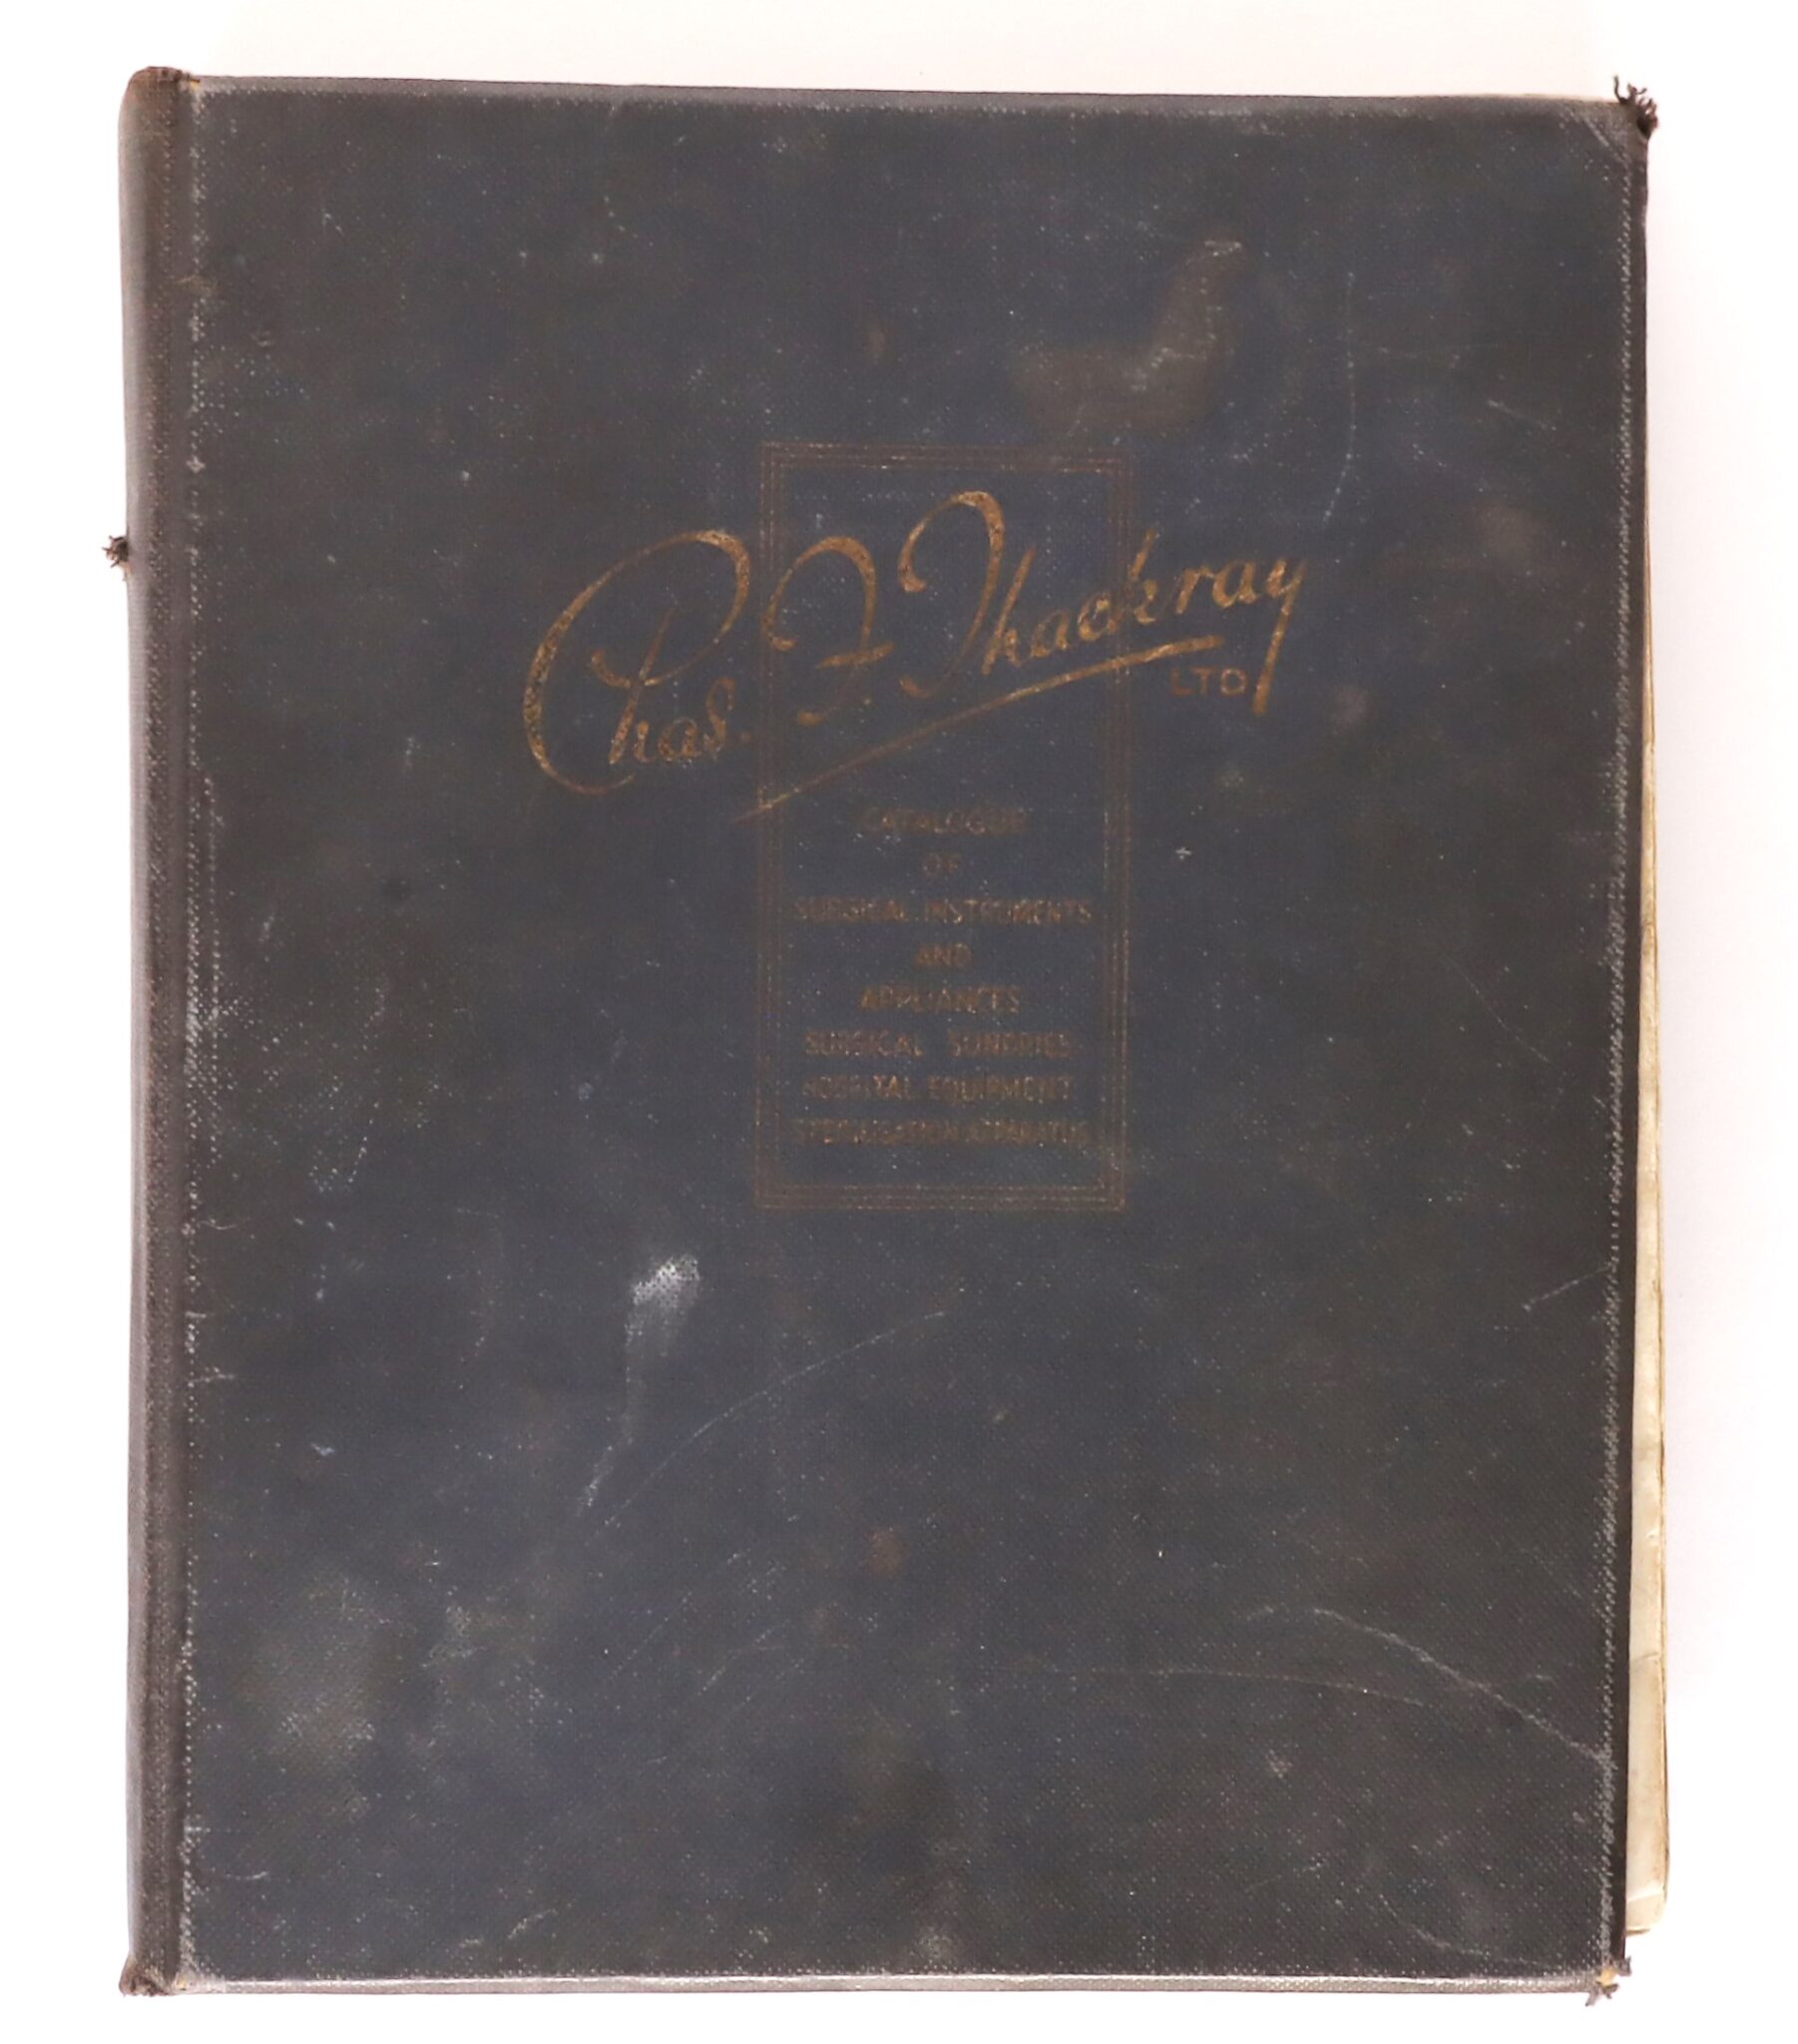 Chas. F. Thackray
LTD
CATALOGUE
OF
SURGICAL INSTRUMENTS
AND
APPLIANCES
SURGICAL SUNDRIES
HOSPITAL EQUIPMENT
STERILISATION APPARATUS